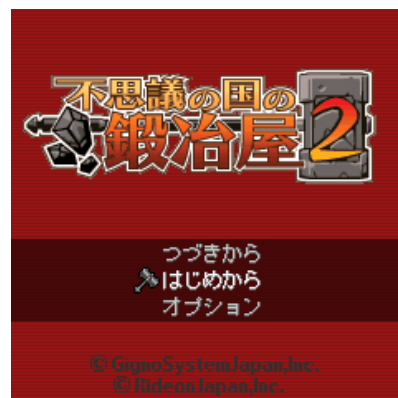 不思議の国の
鍛冶屋2
つづきから
はじめから
オプション
© GignoSystemJapan,Inc.
© RideonJapan,Inc.